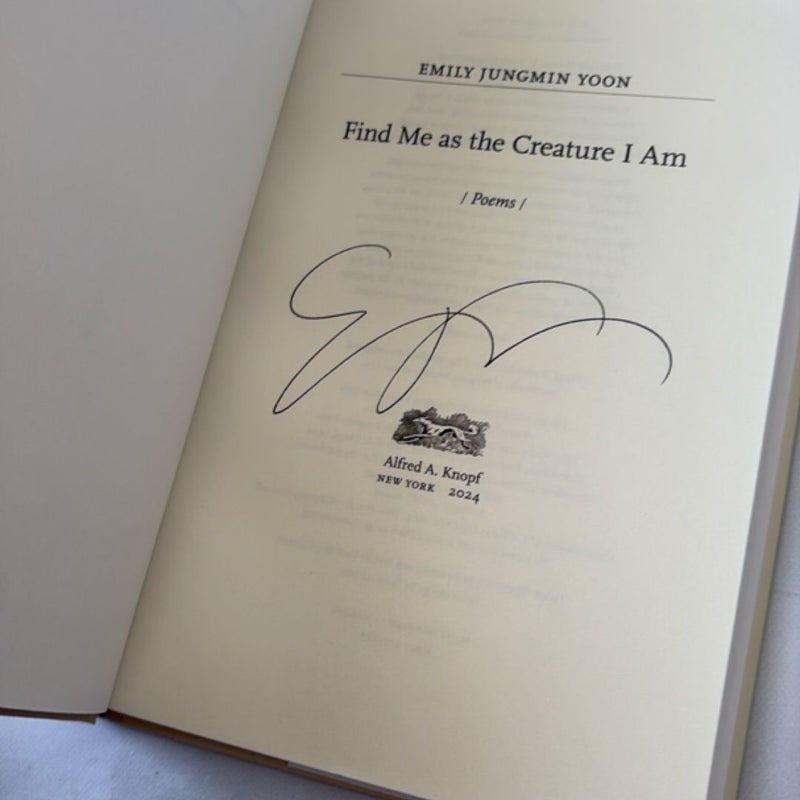 EMILY JUNGMIN YOON
Find Me as the Creature I Am
/ Poems /
Alfred A. Knopf
NEW YORK 2024